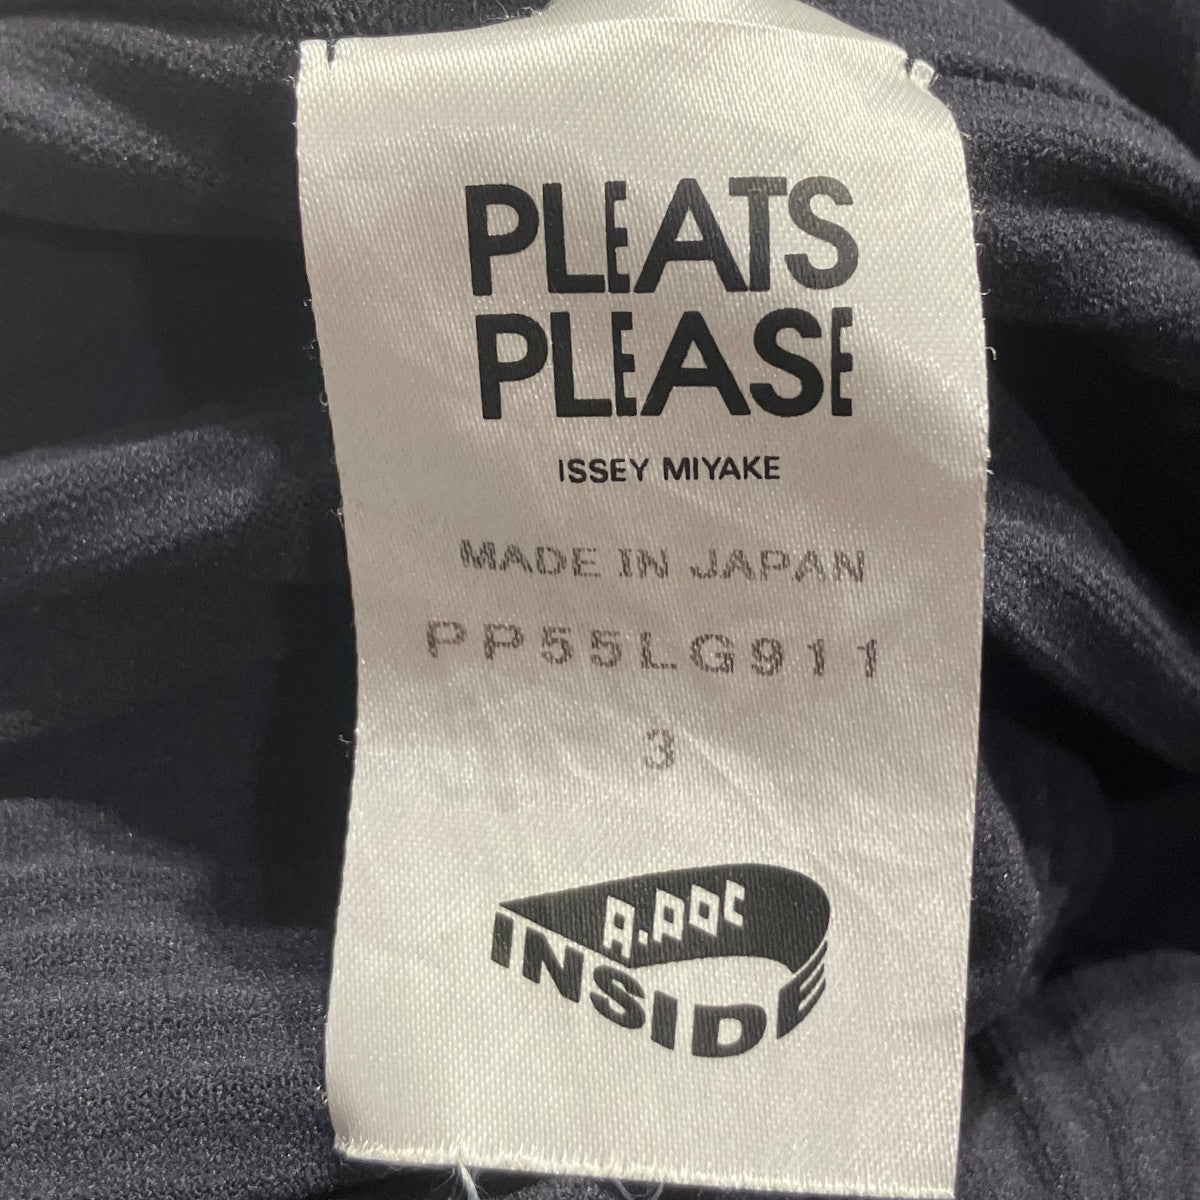 PLEATS
PLEASE
ISSEY MIYAKE
MADE IN JAPAN
PP55LG911
3
A.POC
INSIDE